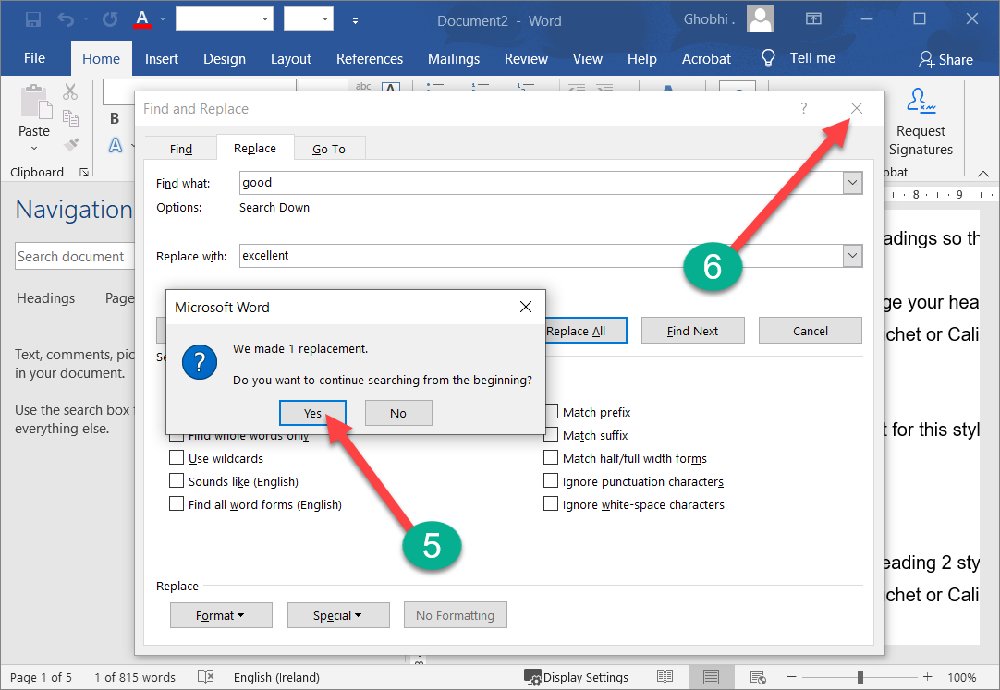 A
Document2 - Word
Ghobhi .
File Home Insert Design Layout References Mailings Review View Help Acrobat Tell me Share
Paste
B
abc
A
A
Request
Signatures
Clipboard
Find and Replace
?
Find Replace Go To
Find what: good
Options: Search Down
Replace with: excellent
6
Replace All Find Next Cancel
Microsoft Word
?
We made 1 replacement.
Do you want to continue searching from the beginning?
Yes No
Find whole words only
Use wildcards
Sounds like (English)
Find all word forms (English)
Match prefix
Match suffix
Match half/full width forms
Ignore punctuation characters
Ignore white-space characters
5
Replace
Format Special No Formatting
Navigation
Search document
Headings Page
Text, comments, pic
in your document.
Use the search box
everything else.
8 9
adings so th
ge your hea
chet or Cali
t for this styl
eading 2 sty
chet or Cali
Page 1 of 5 1 of 815 words English (Ireland) Display Settings 100%